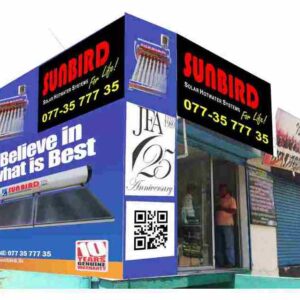 SUNBIRD
SOLAR HOTWATER SYSTEMS For Life!
077-35 777 35
Believe in
what is Best
SUNBIRD
077 35 777 35
10
YEARS
GENUINE
WARRANTY
JEA
25
Anniversary
SUNBIRD
SOLAR HOTWATER SYSTEMS For Life!
077-35 777 35